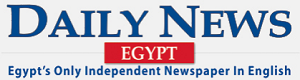 DAILY NEWS
EGYPT
Egypt's Only Independent Newspaper In English